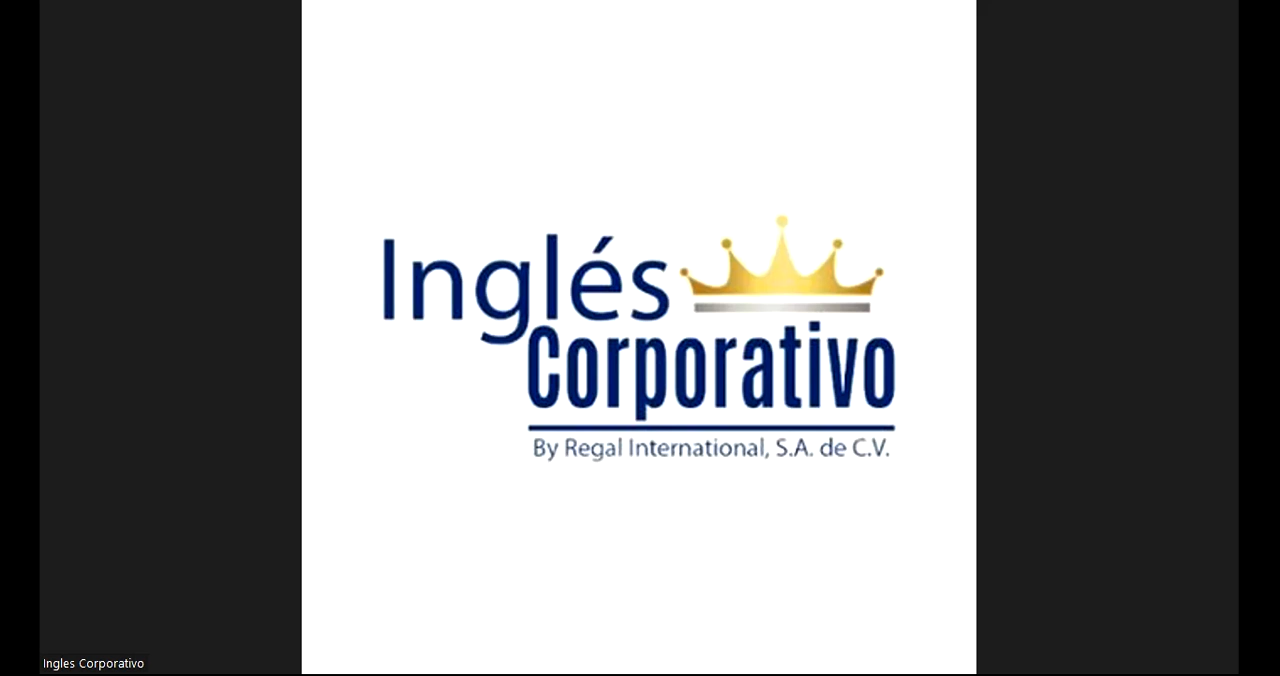 Inglés
Corporativo
By Regal International, S.A. de C.V.
Ingles Corporativo